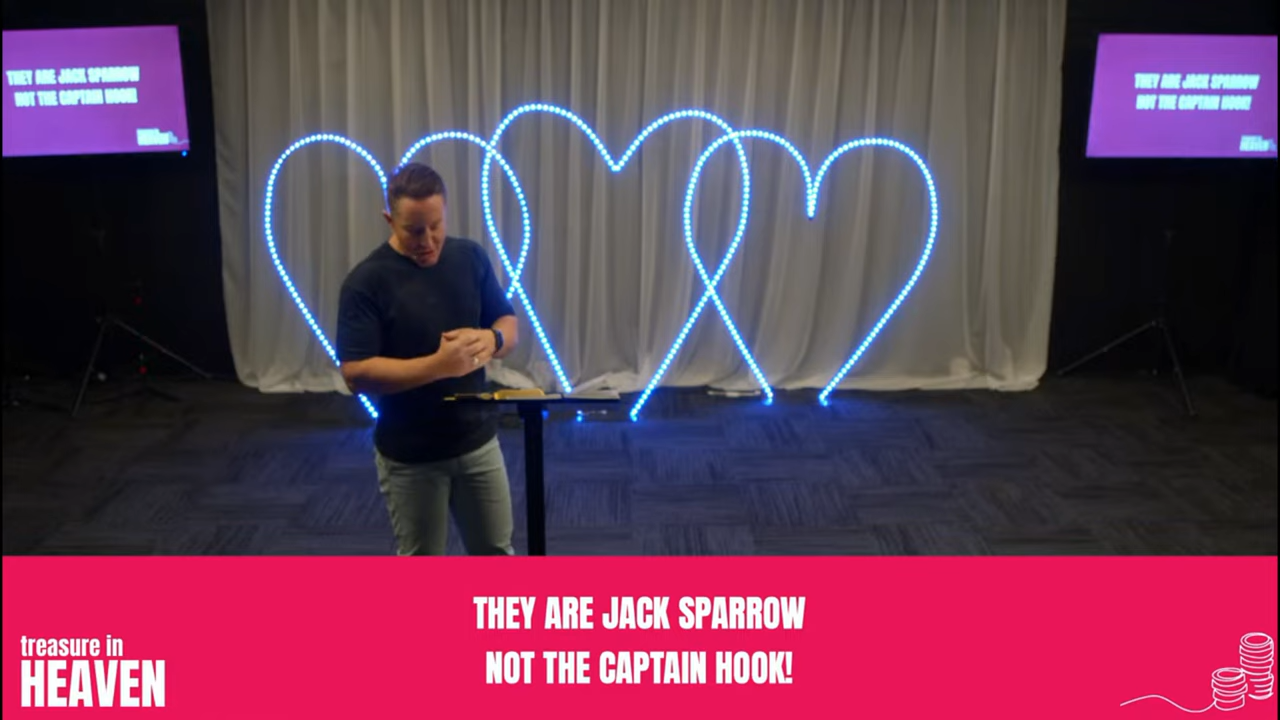 THEY ARE JACK SPARROW
NOT THE CAPTAIN HOOK!
HEAVEN
THEY ARE JACK SPARROW
NOT THE CAPTAIN HOOK!
THEY ARE JACK SPARROW
NOT THE CAPTAIN HOOK!
treasure in
HEAVEN